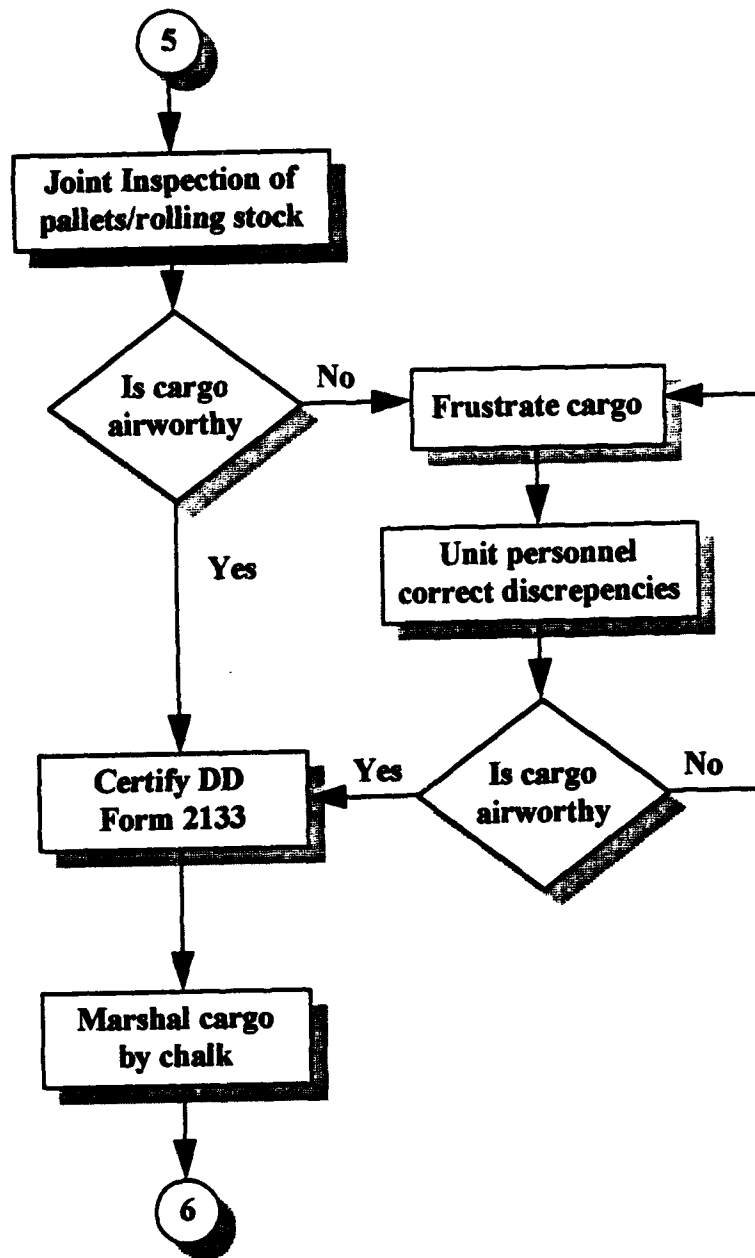 5
Joint Inspection of
pallets/rolling stock
Is cargo
airworthy
No
Frustrate cargo
Yes
Unit personnel
correct discrepencies
Certify DD
Form 2133
Yes
Is cargo
airworthy
No
Marshal cargo
by chalk
6